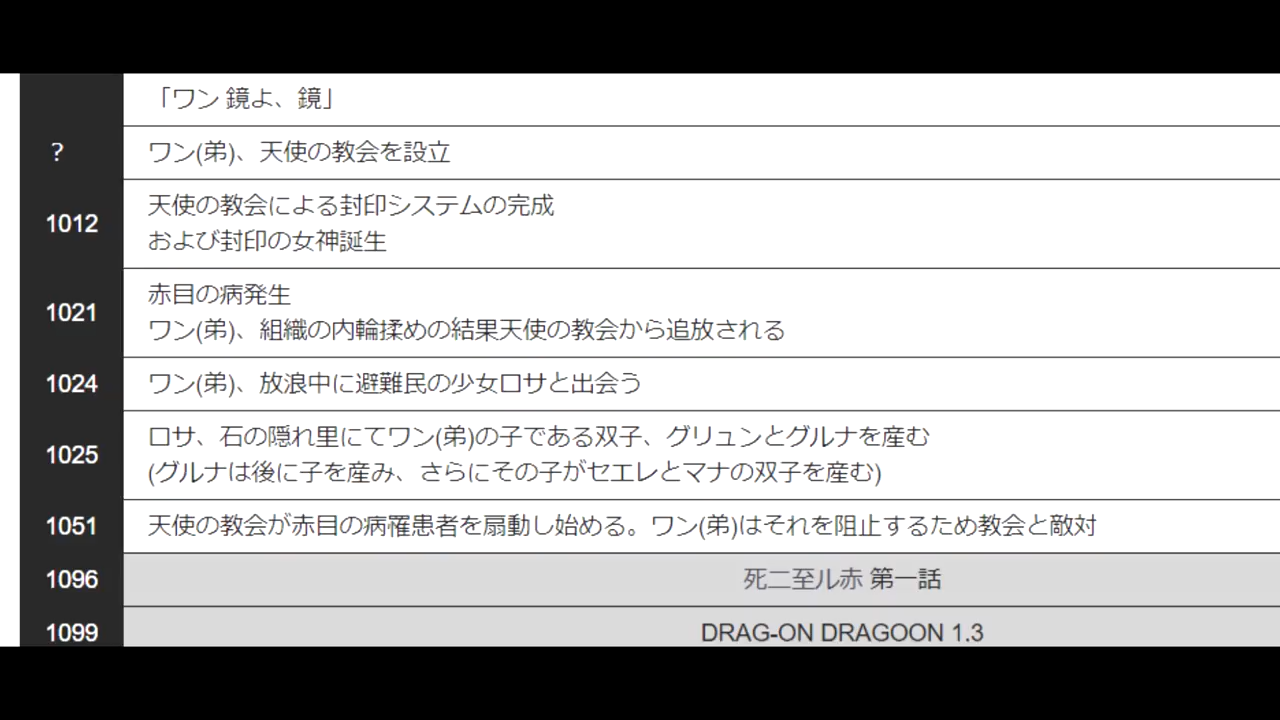 「ワン 鏡よ、鏡」
?
ワン(弟)、天使の教会を設立
1012
天使の教会による封印システムの完成
および封印の女神誕生
1021
赤目の病発生
ワン(弟)、組織の内輪揉めの結果天使の教会から追放される
1024
ワン(弟)、放浪中に避難民の少女ロサと出会う
1025
ロサ、石の隠れ里にてワン(弟)の子である双子、グリュンとグルナを産む
(グルナは後に子を産み、さらにその子がセエレとマナの双子を産む)
1051
天使の教会が赤目の病罹患者を扇動し始める。ワン(弟)はそれを阻止するため教会と敵対
1096
死ニ至ル赤 第一話
1099
DRAG-ON DRAGOON 1.3